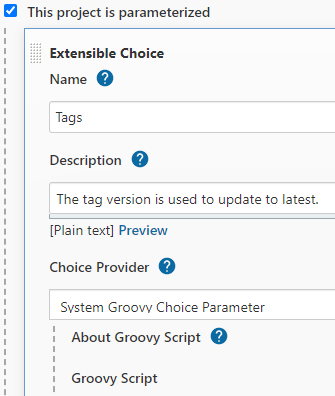 This project is parameterized
Extensible Choice
Name ?
Tags
Description ?
The tag version is used to update to latest.
[Plain text] Preview
Choice Provider ?
System Groovy Choice Parameter
About Groovy Script ?
Groovy Script